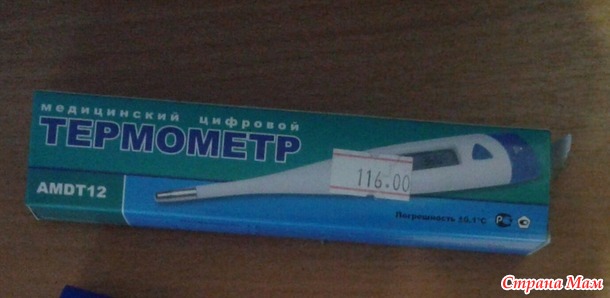 медицинский цифровой
ТЕРМОМЕТР
116.00
AMDT12
Погрешность ±0,1°C
Страна Мам